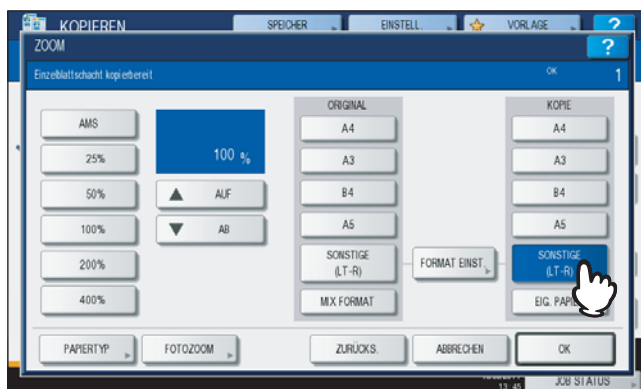 KOPIEREN
SPEICHER
EINSTELL.
VORLAGE
?
ZOOM
?
Einzelblattschacht kopierbereit
OK
1
ORIGINAL
KOPIE
AMS
25%
50%
100%
200%
400%
100 %
AUF
AB
A4
A3
B4
A5
SONSTIGE
(LT-R)
MIX FORMAT
FORMAT EINST.
A4
A3
B4
A5
SONSTIGE
(LT-R)
EIG.
PAPIERTYP
FOTOZOOM
ZURÜCKS.
ABBRECHEN
OK
13:45
JOB STATUS